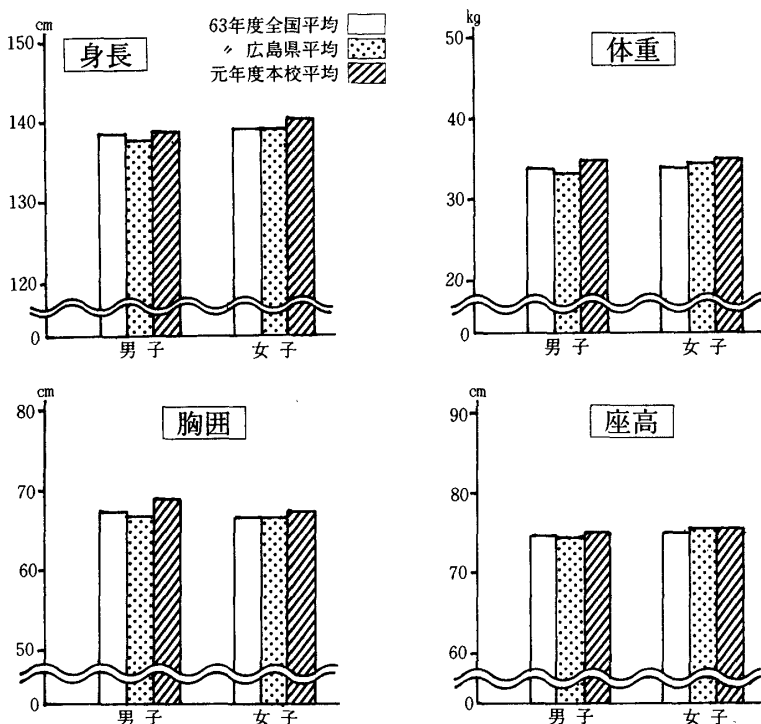 63年度全国平均
〃 広島県平均
元年度本校平均
cm
身長
150
140
130
120
0
男子
女子
kg
体重
50
40
30
20
0
男子
女子
cm
胸囲
80
70
60
50
0
男子
女子
cm
座高
90
80
70
60
0
男子
女子